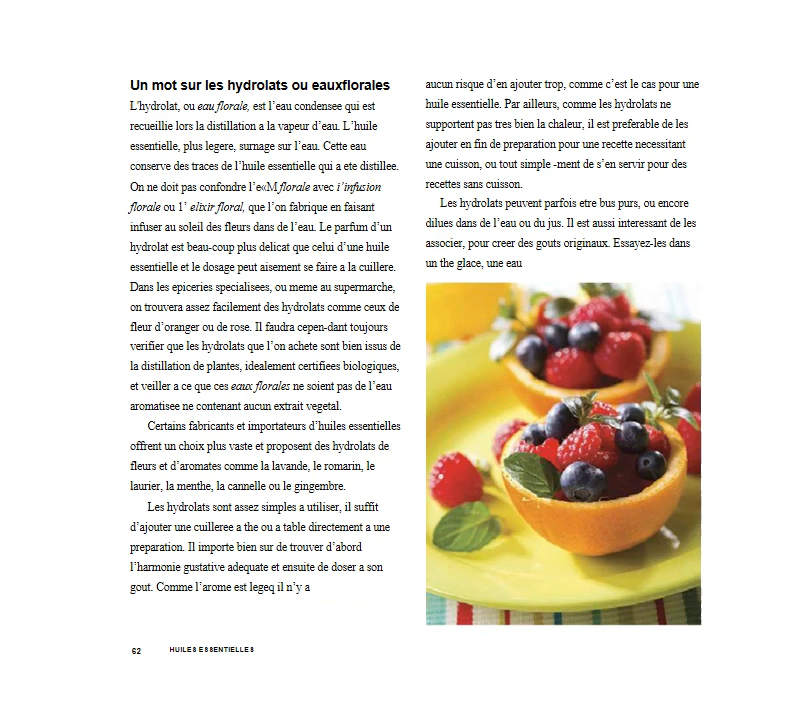 Un mot sur les hydrolats ou eauxflorales
L'hydrolat, ou eau florale, est l'eau condensee qui est
recueillie lors la distillation a la vapeur d'eau. L'huile
essentielle, plus legere, surnage sur l'eau. Cette eau
conserve des traces de l'huile essentielle qui a ete distillee.
On ne doit pas confondre l'e«M florale avec i'infusion
florale ou 1' elixir floral, que l'on fabrique en faisant
infuser au soleil des fleurs dans de l'eau. Le parfum d'un
hydrolat est beau-coup plus delicat que celui d'une huile
essentielle et le dosage peut aisement se faire a la cuillere.
Dans les epiceries specialisees, ou meme au supermarche,
on trouvera assez facilement des hydrolats comme ceux de
fleur d'oranger ou de rose. Il faudra cepen-dant toujours
verifier que les hydrolats que l'on achete sont bien issus de
la distillation de plantes, idealement certifiees biologiques,
et veiller a ce que ces eaux florales ne soient pas de l'eau
aromatisee ne contenant aucun extrait vegetal.
Certains fabricants et importateurs d'huiles essentielles
offrent un choix plus vaste et proposent des hydrolats de
fleurs et d'aromates comme la lavande, le romarin, le
laurier, la menthe, la cannelle ou le gingembre.
Les hydrolats sont assez simples a utiliser, il suffit
d'ajouter une cuilleree a the ou a table directement a une
preparation. Il importe bien sur de trouver d'abord
l'harmonie gustative adequate et ensuite de doser a son
gout. Comme l'arome est legeq il n'y a
aucun risque d'en ajouter trop, comme c'est le cas pour une
huile essentielle. Par ailleurs, comme les hydrolats ne
supportent pas tres bien la chaleur, il est preferable de les
ajouter en fin de preparation pour une recette necessitant
une cuisson, ou tout simple -ment de s'en servir pour des
recettes sans cuisson.
Les hydrolats peuvent parfois etre bus purs, ou encore
dilues dans de l'eau ou du jus. Il est aussi interessant de les
associer, pour creer des gouts originaux. Essayez-les dans
un the glace, une eau
62 HUILES ESSENTIELLES